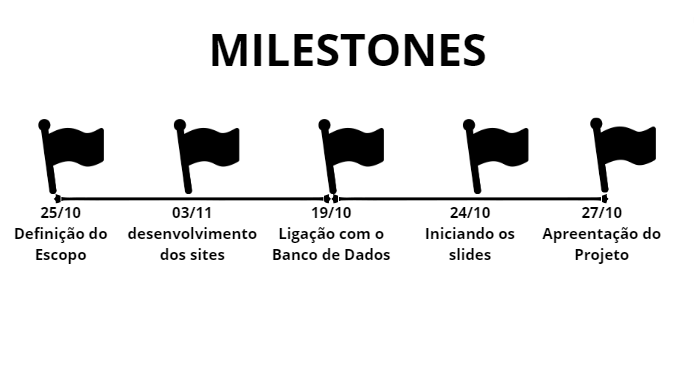 MILESTONES
25/10
Definição do
Escopo
03/11
desenvolvimento
dos sites
19/10
Ligação com o
Banco de Dados
24/10
Iniciando os
slides
27/10
Apreentação do
Projeto